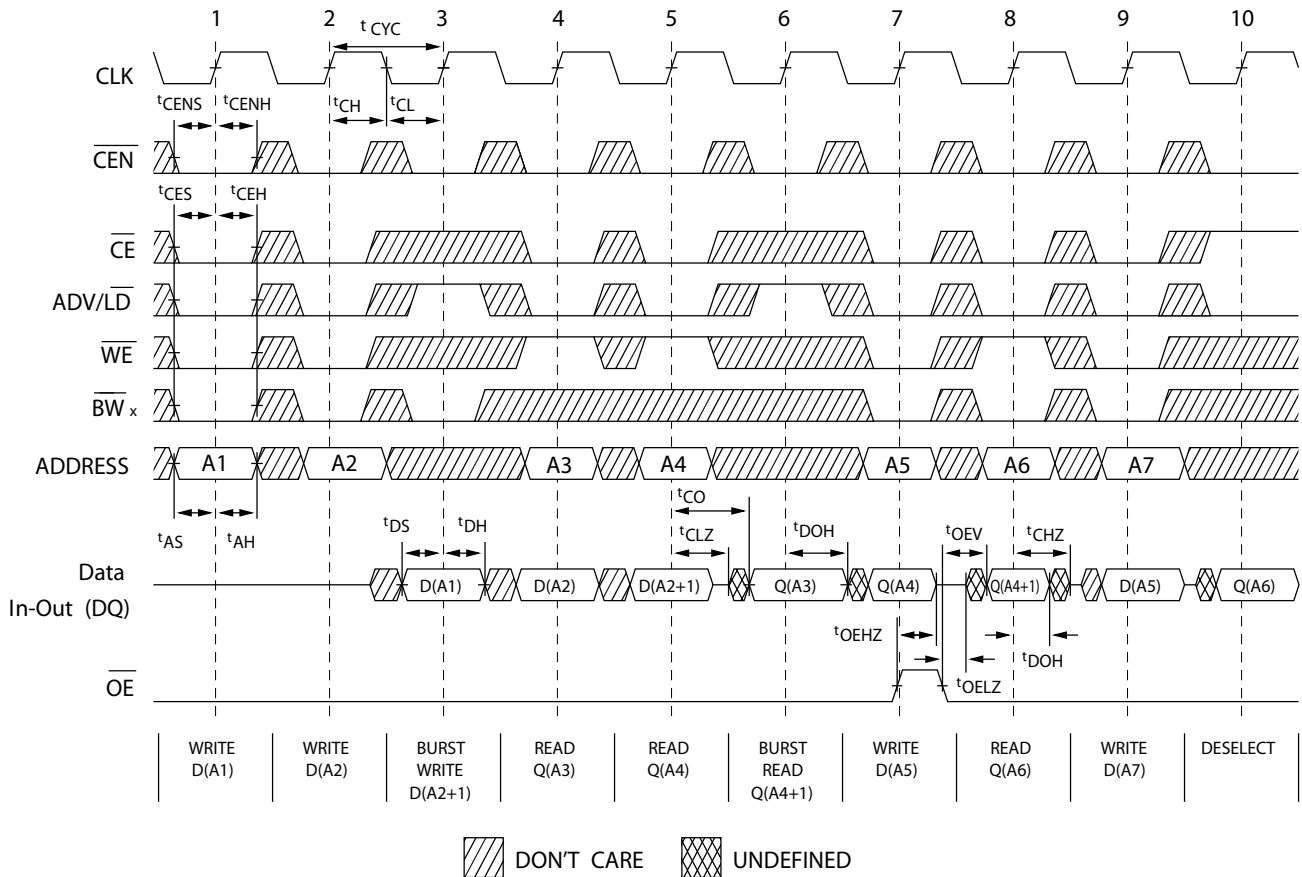 1 2 3 4 5 6 7 8 9 10
t CYC
CLK
tCENS tCENH tCH tCL
CEN
tCES tCEH
CE
ADV/LD
WE
BW x
ADDRESS A1 A2 A3 A4 A5 A6 A7
tCO
tAS tAH tDS tDH tCLZ tDOH tOEV tCHZ
Data
In-Out (DQ)
D(A1) D(A2) D(A2+1) Q(A3) Q(A4) Q(A4+1) D(A5) Q(A6)
tOEHZ tDOH
tOELZ
OE
WRITE
D(A1)
WRITE
D(A2)
BURST
WRITE
D(A2+1)
READ
Q(A3)
READ
Q(A4)
BURST
READ
Q(A4+1)
WRITE
D(A5)
READ
Q(A6)
WRITE
D(A7)
DESELECT
DON'T CARE
UNDEFINED